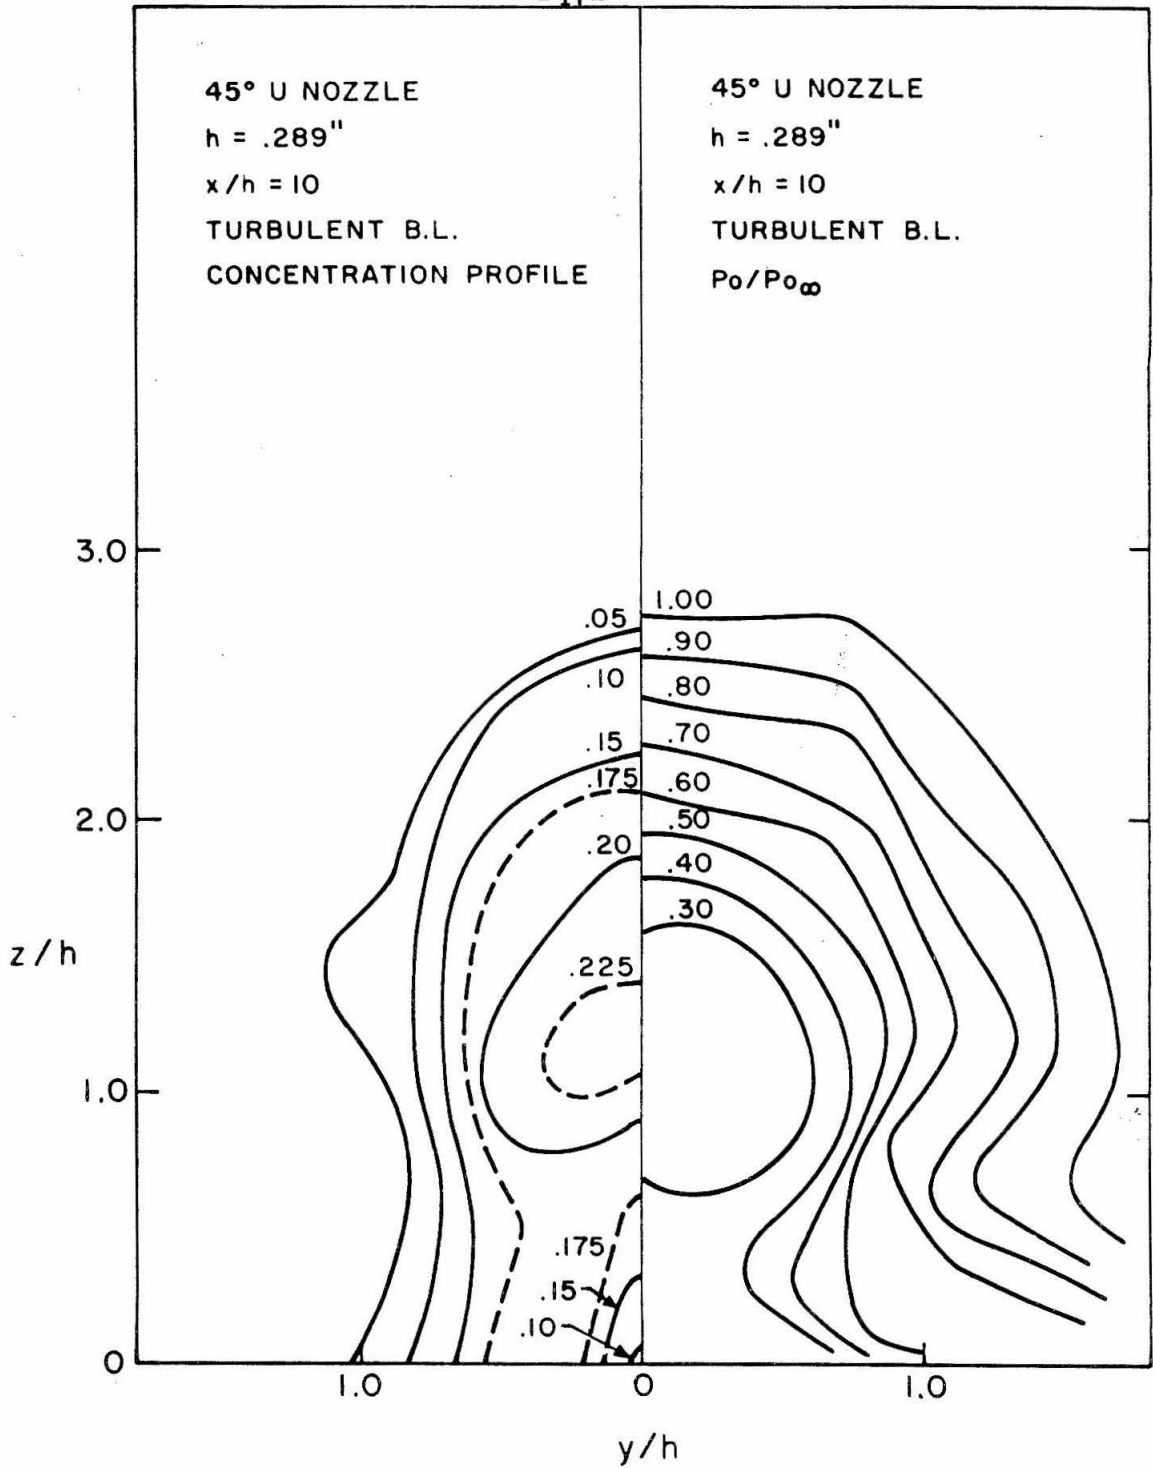 45° U NOZZLE
h = .289"
x/h = 10
TURBULENT B.L.
CONCENTRATION PROFILE
45° U NOZZLE
h = .289"
x/h = 10
TURBULENT B.L.
Po/Po∞
3.0
2.0
z/h
1.0
0
.05
.10
.15
.175
.20
.225
.175
.15
.10
1.00
.90
.80
.70
.60
.50
.40
.30
1.0
0
1.0
y/h